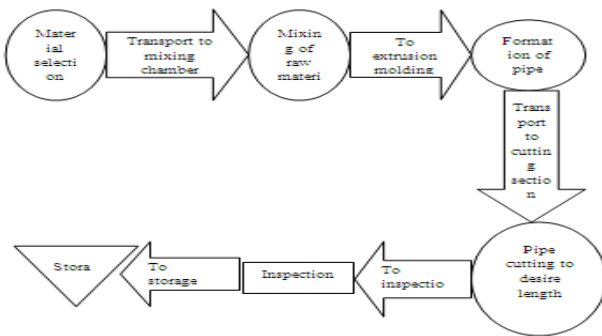 Mater
ial
selecti
on
Transport to
mixing
chamber
Mixin
g of
raw
materi
To
extrusion
molding
Format
ion of
pipe
Trans
port
to
cuttin
g
sectio
n
Pipe
cutting to
desire
length
To
inspectio
Inspection
To
storage
Stora